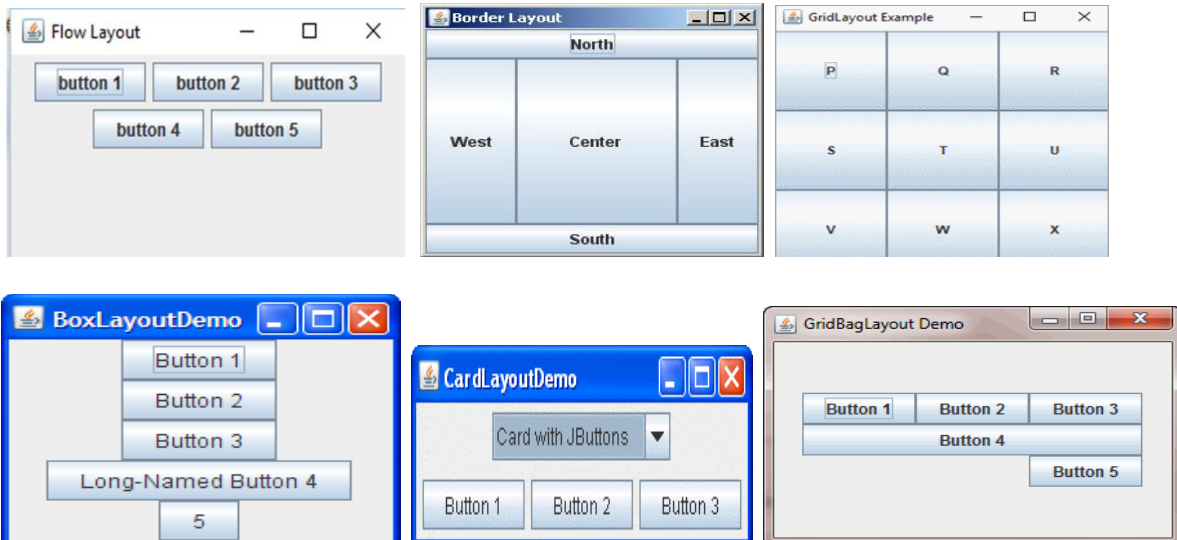 Flow Layout
button 1 button 2 button 3
button 4 button 5
Border Layout
North
West Center East
South
GridLayout Example
P Q R
S T U
V W X
BoxLayoutDemo
Button 1
Button 2
Button 3
Long-Named Button 4
5
CardLayoutDemo
Card with JButtons
Button 1 Button 2 Button 3
GridBagLayout Demo
Button 1 Button 2 Button 3
Button 4
Button 5